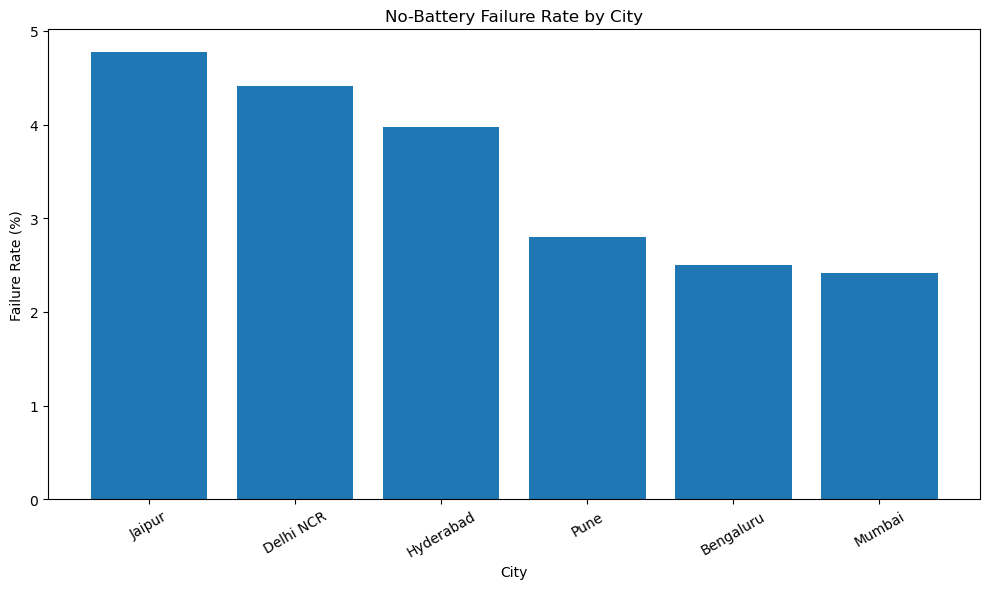 No-Battery Failure Rate by City
Failure Rate (%)
5
4
3
2
1
0
Jaipur
Delhi NCR
Hyderabad
Pune
Bengaluru
Mumbai
City